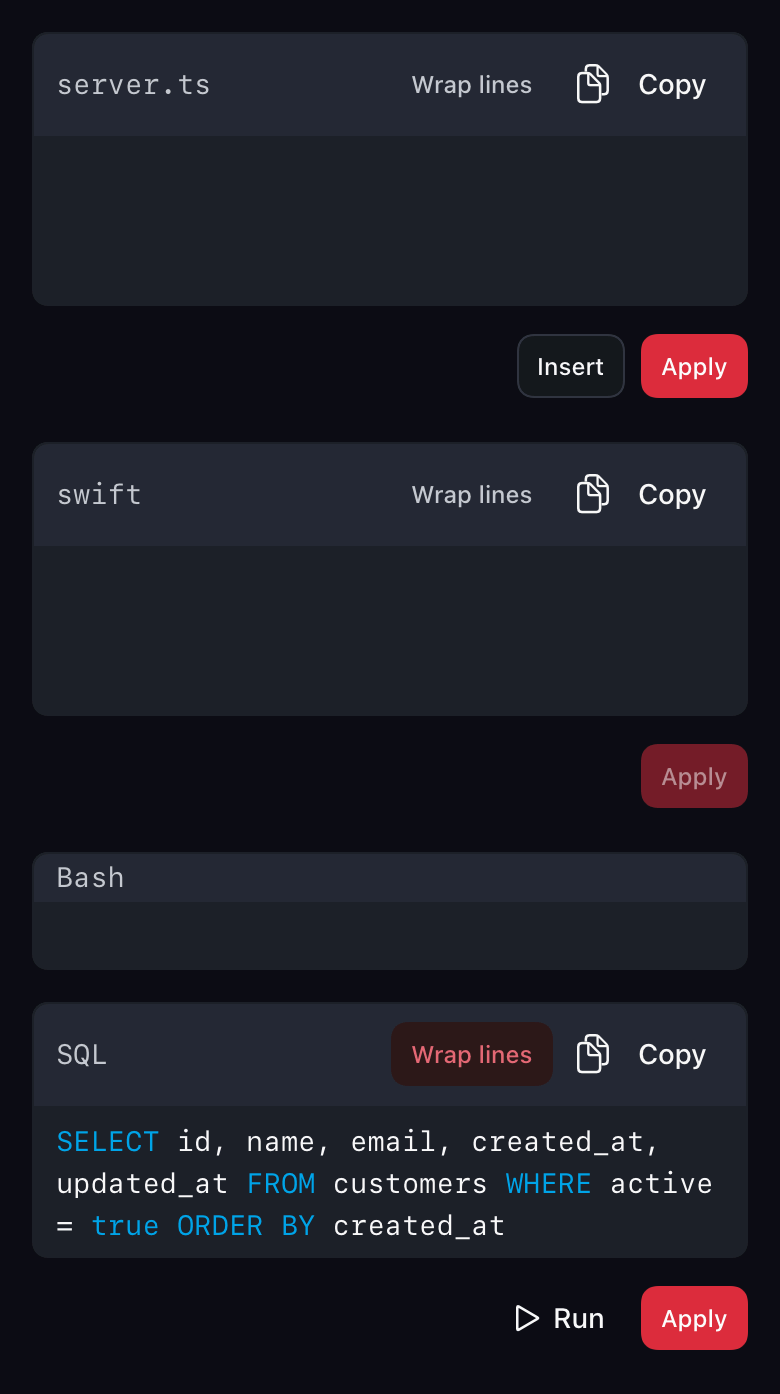 server.ts Wrap lines Copy
Insert Apply
swift Wrap lines Copy
Apply
Bash
SQL Wrap lines Copy
SELECT id, name, email, created_at,
updated_at FROM customers WHERE active
= true ORDER BY created_at
Run Apply